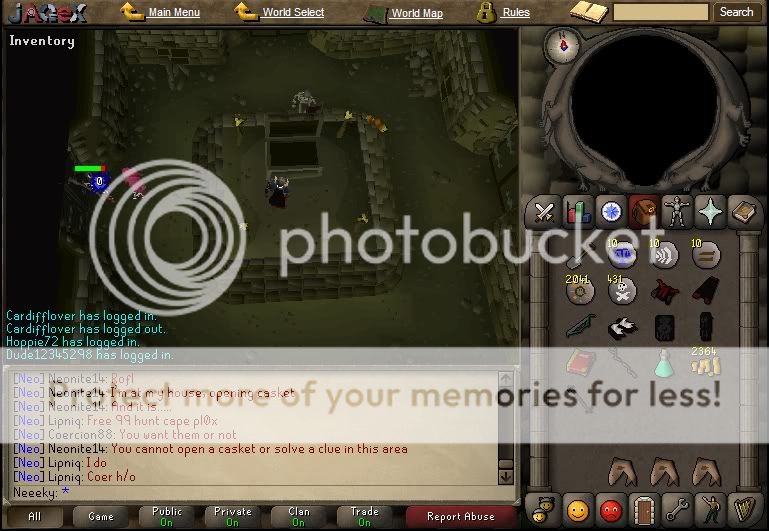 JAGEX Main Menu World Select World Map Rules Search
Inventory
0
photobucket
10 10 10
2041 431
2364
Cardifflover has logged in.
Cardifflover has logged out.
Hoppie72 has logged in.
Dude12345298 has logged in.
[Neo] Neonite14: Rofl
[Neo] Neonite14: I'm at my house, opening casket
[Neo] Neonite14: And it is.....
[Neo] Lipniq: Free 99 hunt cape pl0x
[Neo] Coercion88: You want them or not
[Neo] Neonite14: You cannot open a casket or solve a clue in this area
[Neo] Lipniq: I do
[Neo] Lipniq: Coer h/o
Neeeky: *
Protect more of your memories for less!
All Game Public On Private On Clan On Trade On Report Abuse